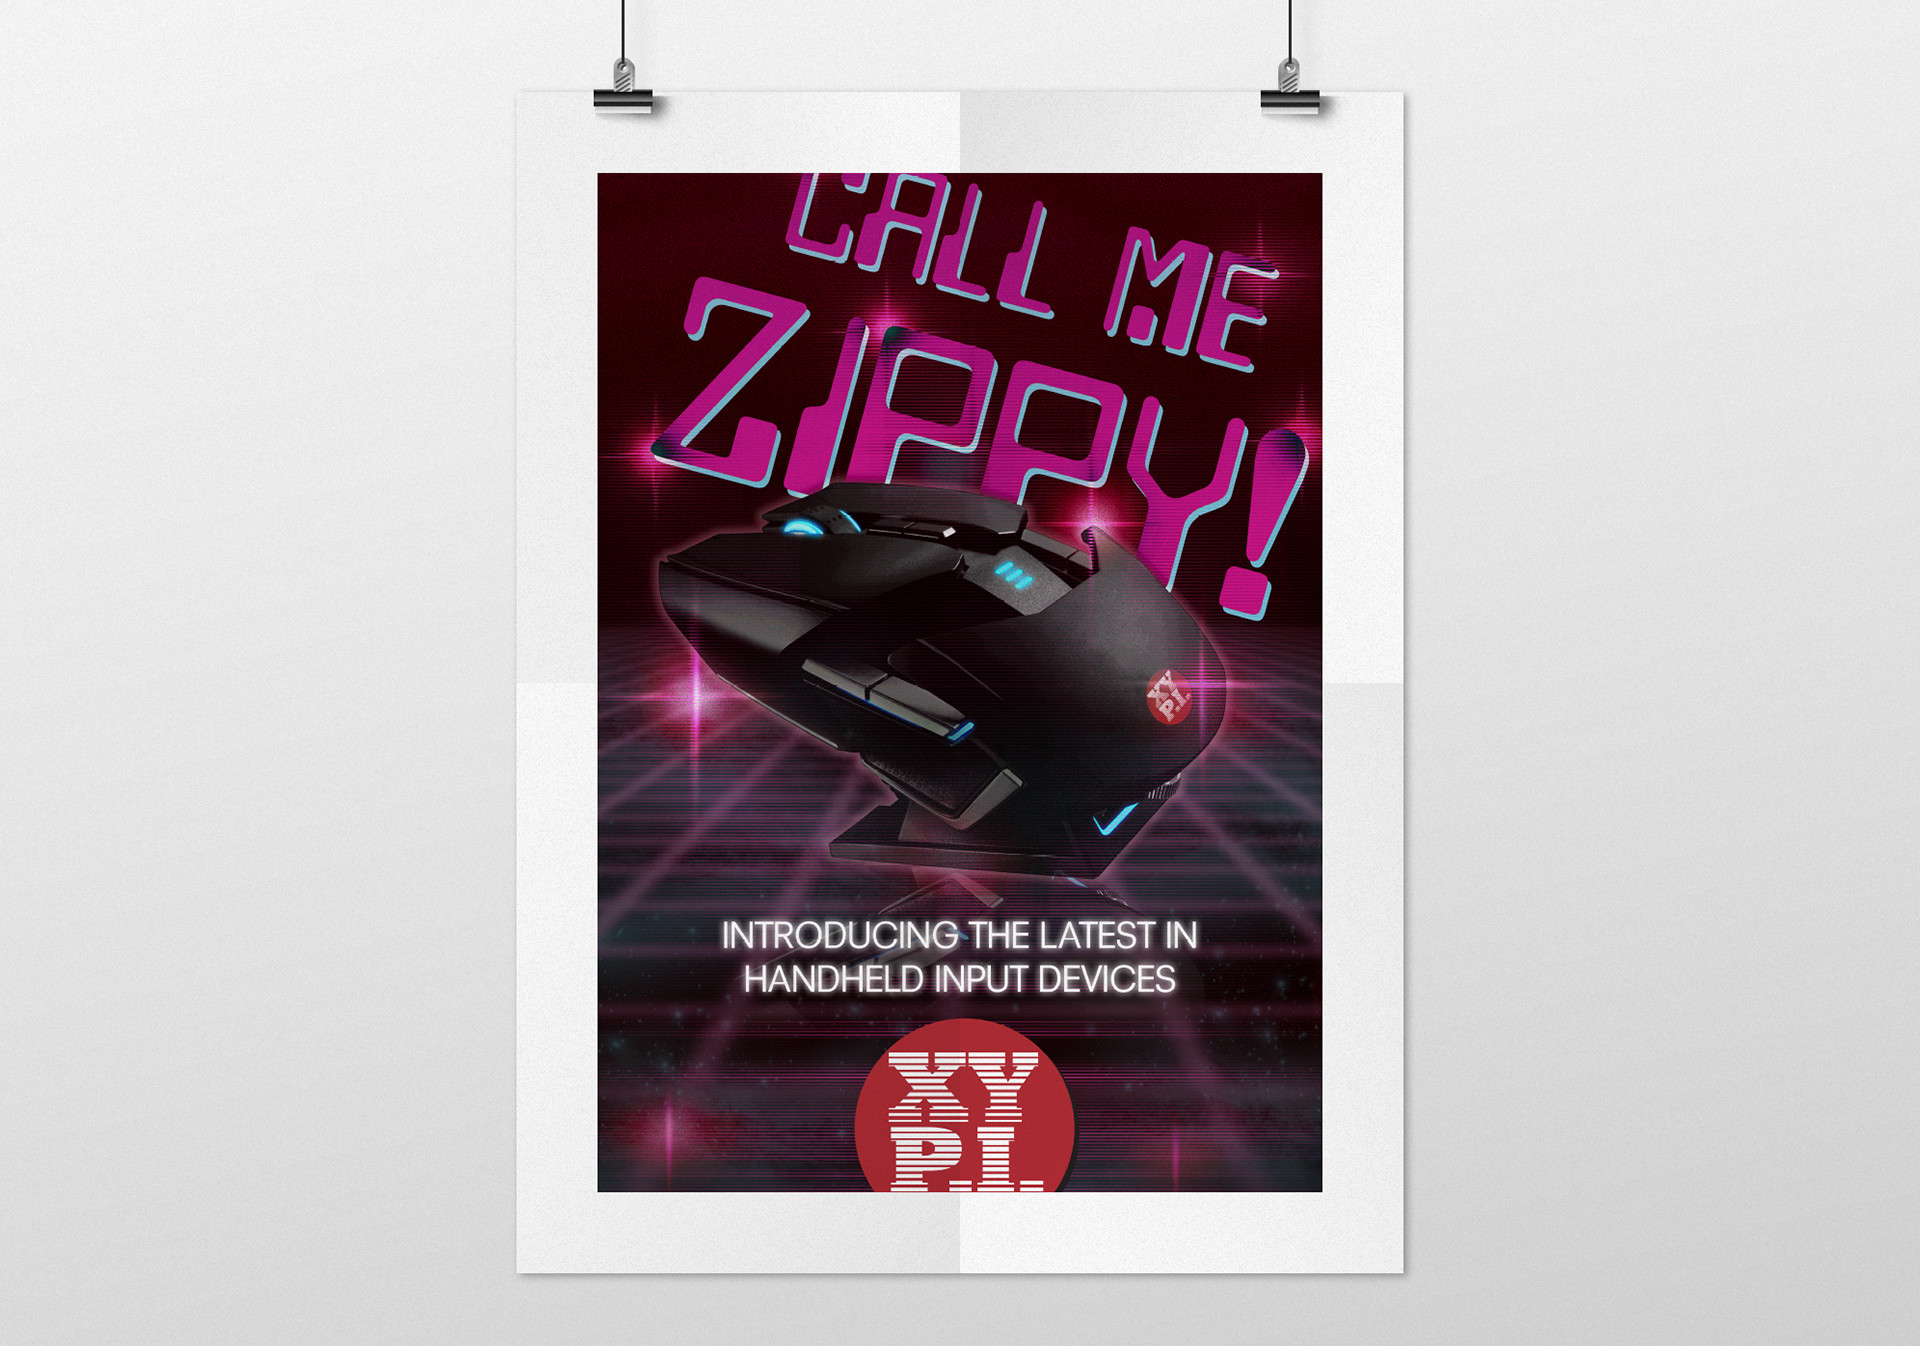 CALL ME
ZIPPY!
XY
P.I.
INTRODUCING THE LATEST IN
HANDHELD INPUT DEVICES
XY
P.I.